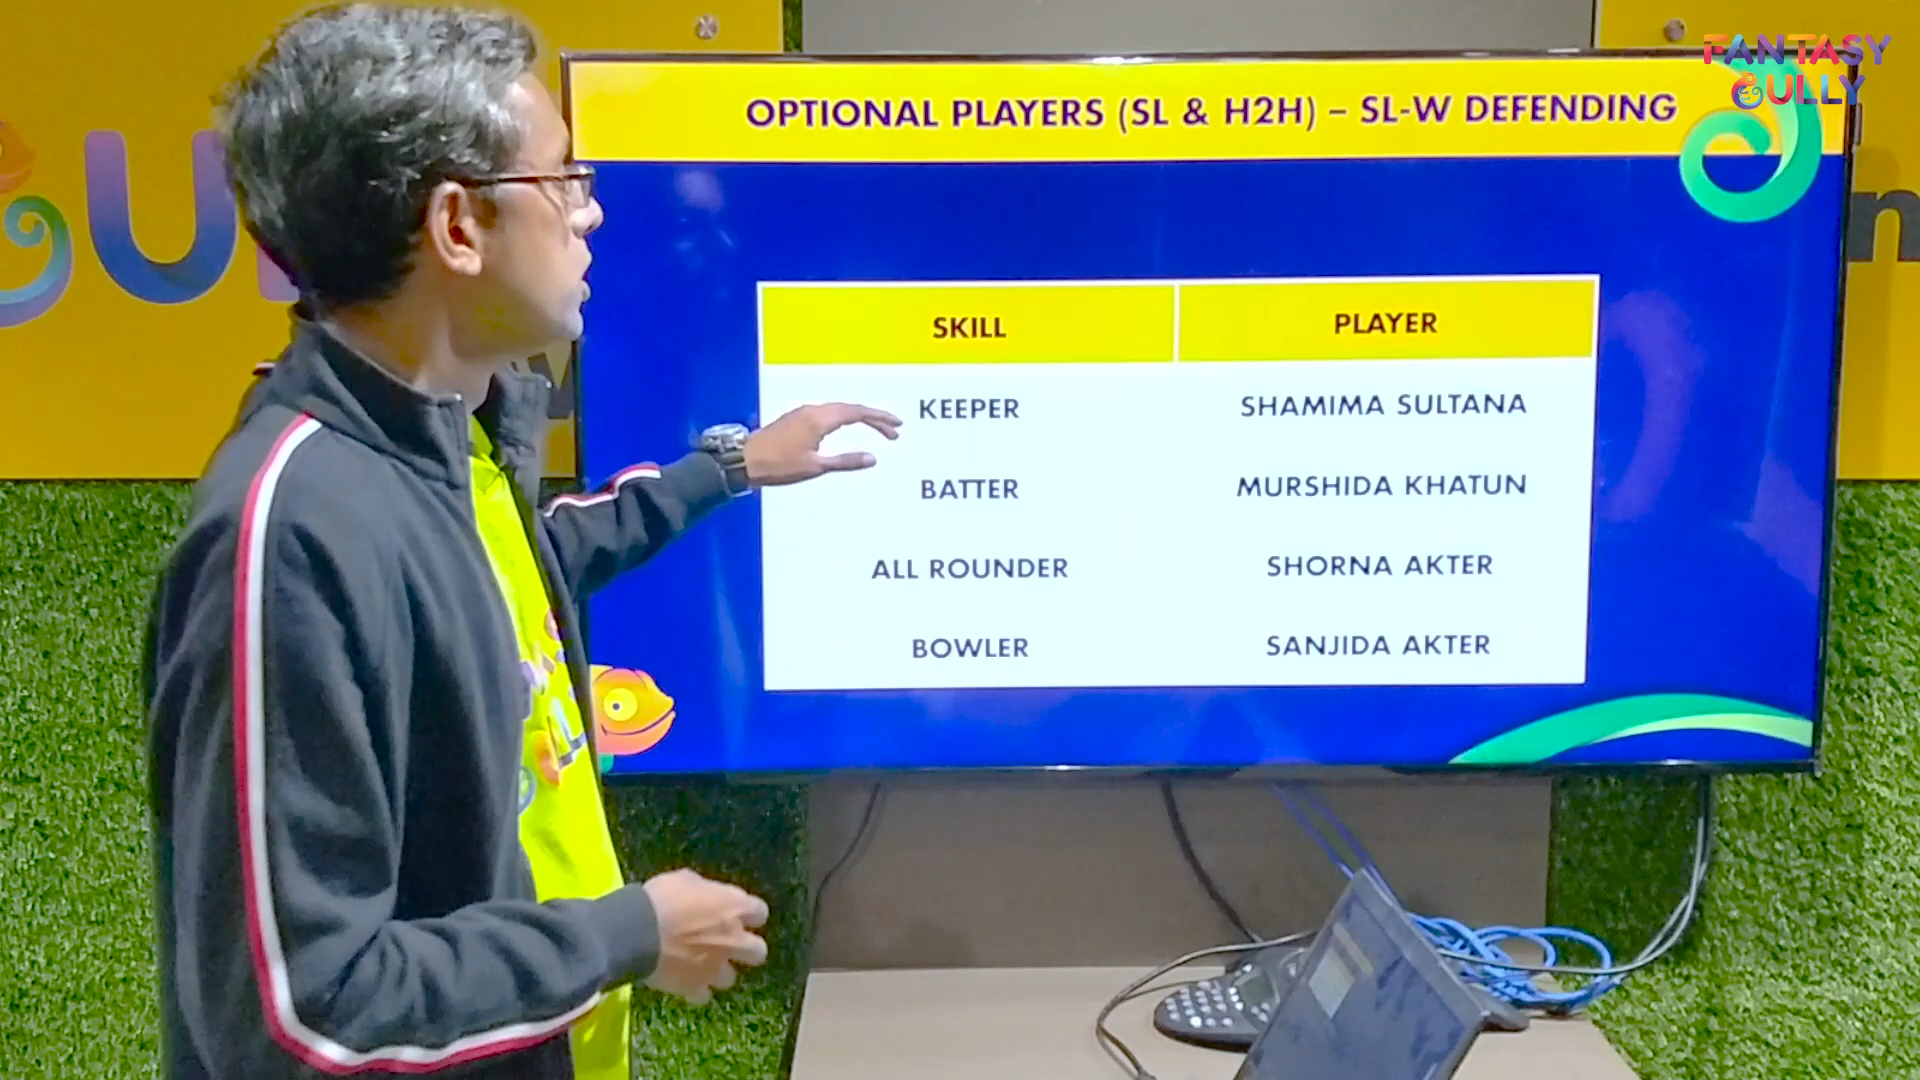 FANTASY
GULLY
OPTIONAL PLAYERS (SL & H2H) – SL-W DEFENDING
SKILL PLAYER
KEEPER SHAMIMA SULTANA
BATTER MURSHIDA KHATUN
ALL ROUNDER SHORNA AKTER
BOWLER SANJIDA AKTER